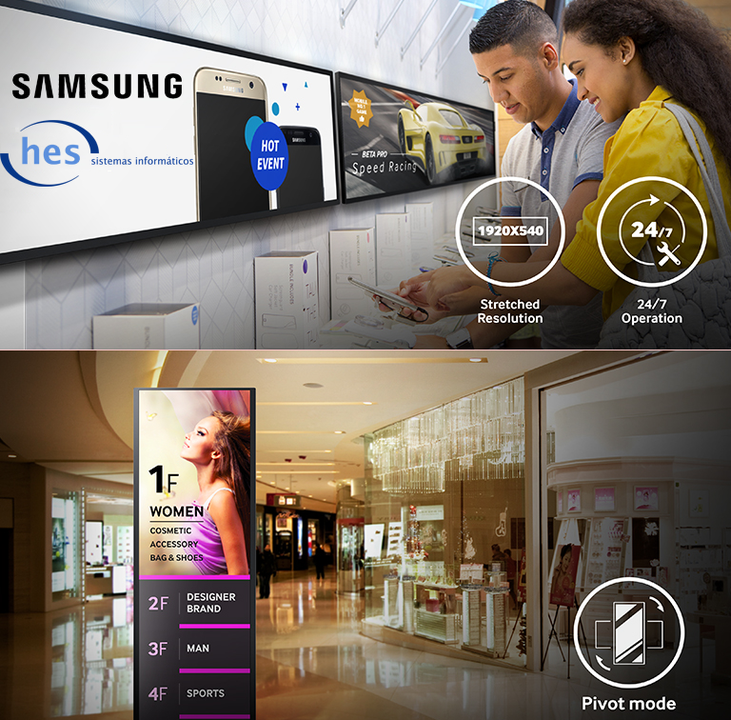 SAMSUNG
hes
sistemas informáticos
SAMSUNG
HOT
EVENT
BETA PRO
Speed Racing
1920X540
24/7
Stretched
Resolution
24/7
Operation
1F
WOMEN
COSMETIC
ACCESSORY
BAG & SHOES
2F
DESIGNER
BRAND
3F
MAN
4F
SPORTS
Pivot mode